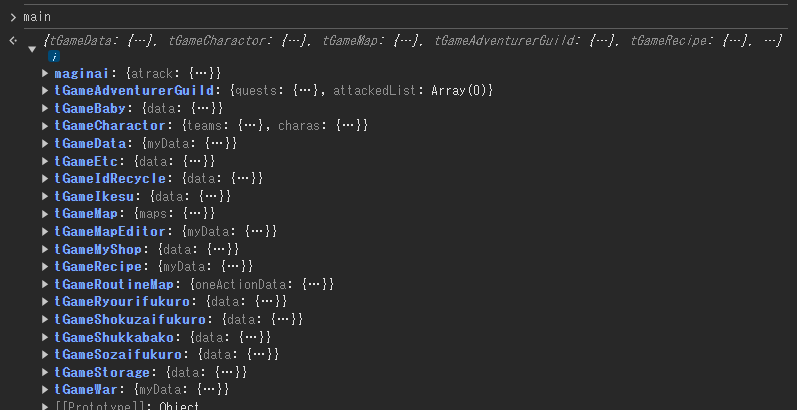 > main
{tGameData: {…}, tGameCharactor: {…}, tGameMap: {…}, tGameAdventurerGuild: {…}, tGameRecipe: {…}, …}
i
maginai: {atrack: {…}}
tGameAdventurerGuild: {quests: {…}, attackedList: Array(0)}
tGameBaby: {data: {…}}
tGameCharactor: {teams: {…}, charas: {…}}
tGameData: {myData: {…}}
tGameEtc: {data: {…}}
tGameIdRecycle: {data: {…}}
tGameIkesu: {data: {…}}
tGameMap: {maps: {…}}
tGameMapEditor: {myData: {…}}
tGameMyShop: {data: {…}}
tGameRecipe: {myData: {…}}
tGameRoutineMap: {oneActionData: {…}}
tGameRyourifukuro: {data: {…}}
tGameShokuzaifukuro: {data: {…}}
tGameShukkabako: {data: {…}}
tGameSozaifukuro: {data: {…}}
tGameStorage: {data: {…}}
tGameWar: {myData: {…}}
[[Prototype]]: Object